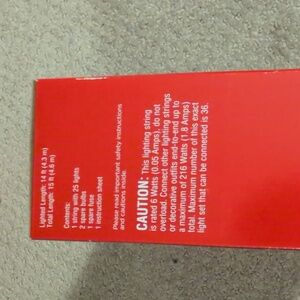 Lighted Length: 14 ft (4.3 m)
Total Length: 15 ft (4.6 m)
Contents:
1 string with 25 lights
2 spare bulbs
1 spare fuse
1 instruction sheet
Please read important safety instructions
and cautions inside.
CAUTION: This lighting string
is rated 6 Watts (0.05 Amps), do not
overload. Connect other lighting strings
or decorative outfits end-to-end up to
a maximum of 216 Watts (1.8 Amps)
total. Maximum number of this exact
light set that can be connected is 36.